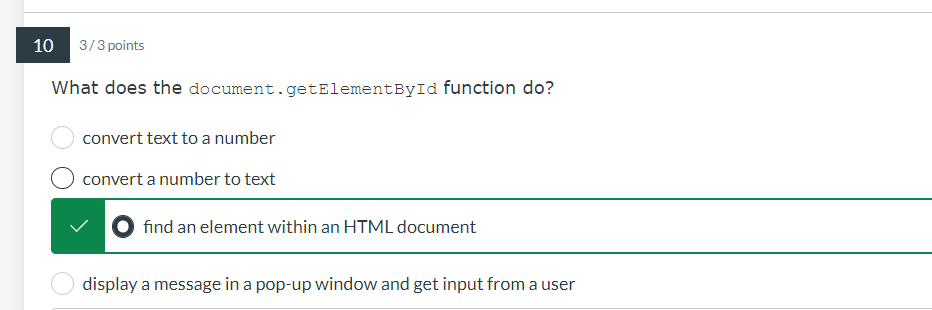 10 3 / 3 points
What does the document.getElementById function do?
convert text to a number
convert a number to text
find an element within an HTML document
display a message in a pop-up window and get input from a user